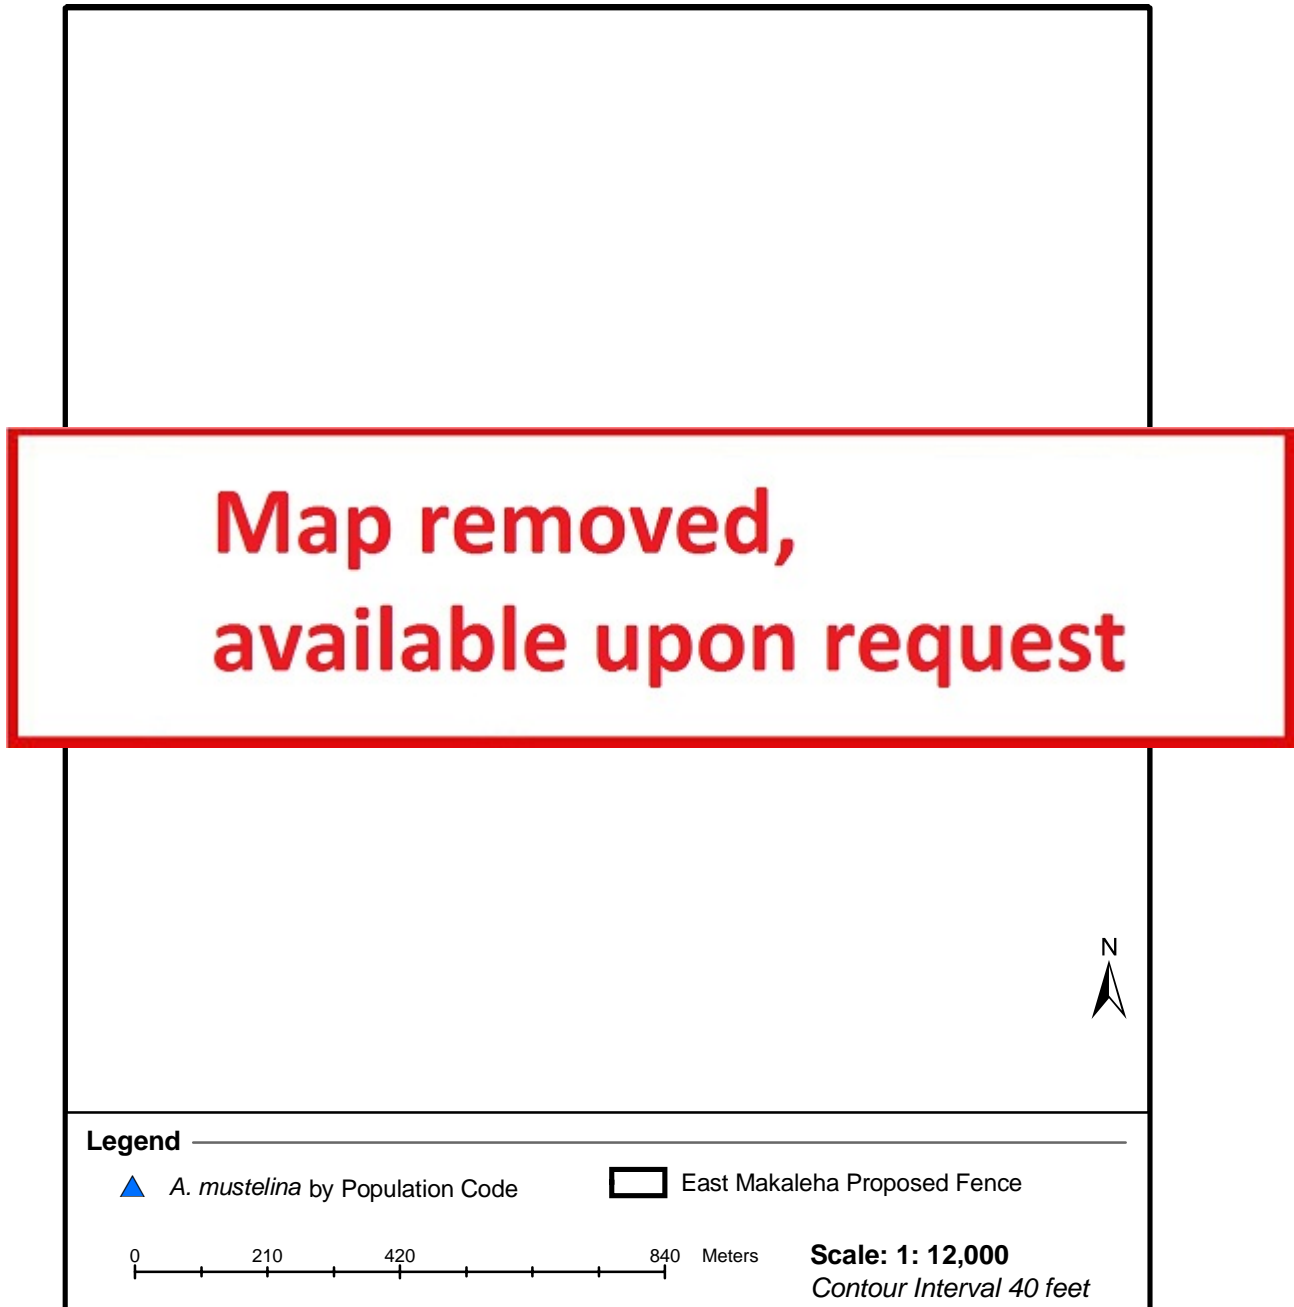 Map removed,
available upon request
N
Legend
A. mustelina by Population Code
East Makaleha Proposed Fence
0 210 420 840 Meters
Scale: 1: 12,000
Contour Interval 40 feet